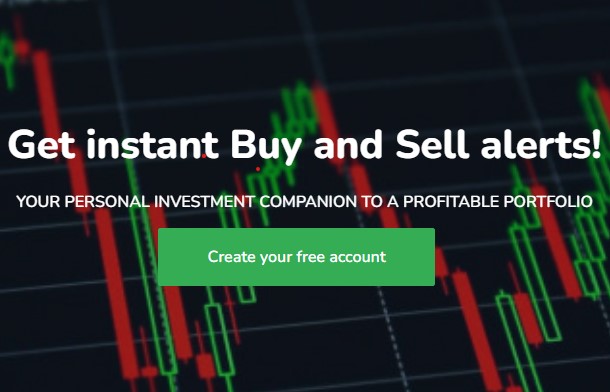 Get instant Buy and Sell alerts!
YOUR PERSONAL INVESTMENT COMPANION TO A PROFITABLE PORTFOLIO
Create your free account